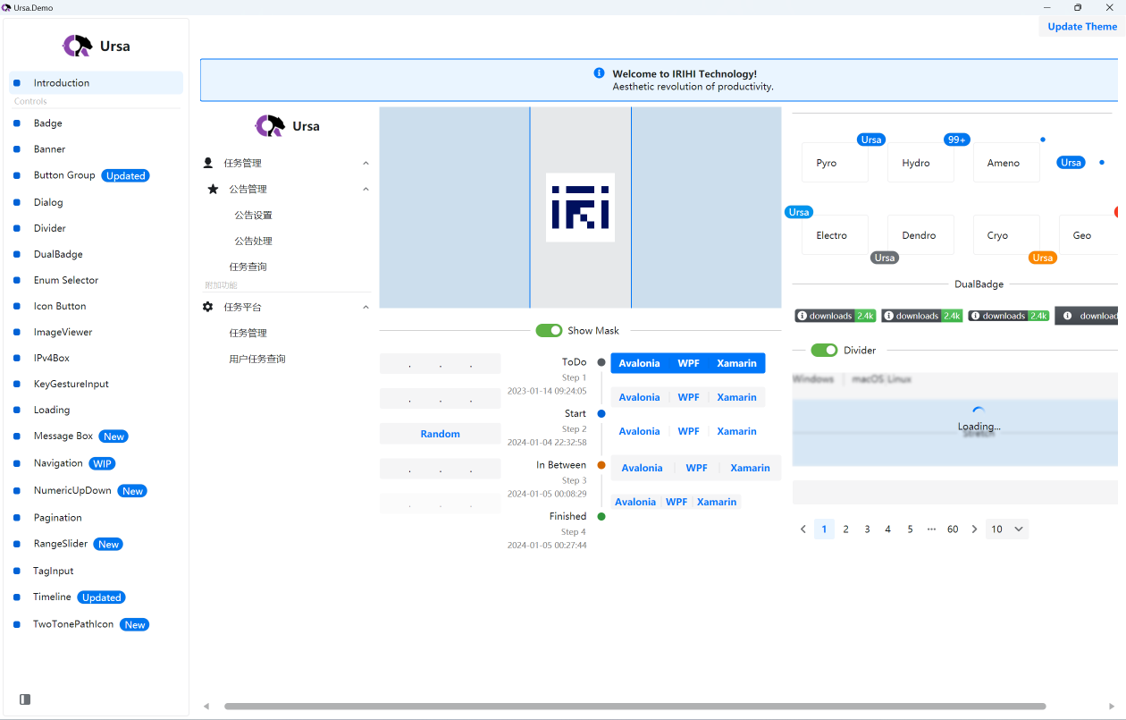 Ursa.Demo
Update Theme
Ursa
Introduction
Controls
Badge
Banner
Button Group Updated
Dialog
Divider
DualBadge
Enum Selector
Icon Button
ImageViewer
IPv4Box
KeyGestureInput
Loading
Message Box New
Navigation WIP
NumericUpDown New
Pagination
RangeSlider New
TagInput
Timeline Updated
TwoTonePathIcon New
Welcome to IRIHI Technology!
Aesthetic revolution of productivity.
Ursa
任务管理
公告管理
公告设置
公告处理
任务查询
附加功能
任务平台
任务管理
用户任务查询
Show Mask
. . .
. . .
Random
. . .
. . .
ToDo
Step 1
2023-01-14 09:24:05
Start
Step 2
2024-01-04 22:32:58
In Between
Step 3
2024-01-05 00:08:29
Finished
Step 4
2024-01-05 00:27:44
Avalonia WPF Xamarin
Avalonia WPF Xamarin
Avalonia WPF Xamarin
Avalonia WPF Xamarin
Avalonia WPF Xamarin
Ursa 99+
Pyro Hydro Ameno Ursa
Ursa
Electro Dendro Cryo Geo
Ursa Ursa
DualBadge
downloads 2.4k downloads 2.4k downloads 2.4k download
Divider
Windows macOS Linux
Loading...
Stretch
1 2 3 4 5 ··· 60 10